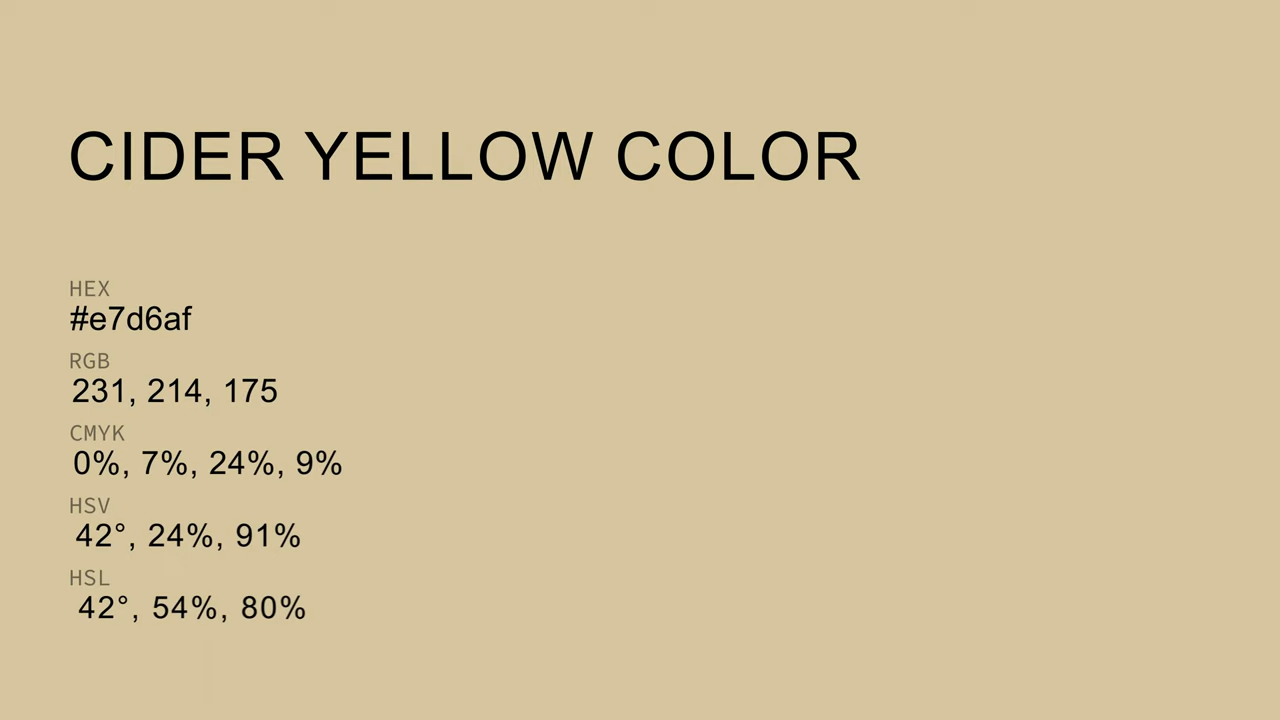 CIDER YELLOW COLOR
HEX
#e7d6af
RGB
231, 214, 175
CMYK
0%, 7%, 24%, 9%
HSV
42°, 24%, 91%
HSL
42°, 54%, 80%